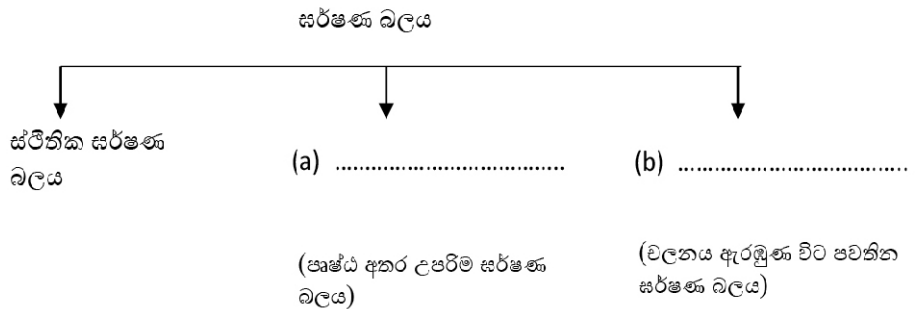 ඝර්ෂණ බලය
ස්ථිතික ඝර්ෂණ
බලය
(a) ........................................
(b) ........................................
(පෘෂ්ඨ අතර උපරිම ඝර්ෂණ
බලය)
(චලනය ඇරඹුණ විට පවතින
ඝර්ෂණ බලය)